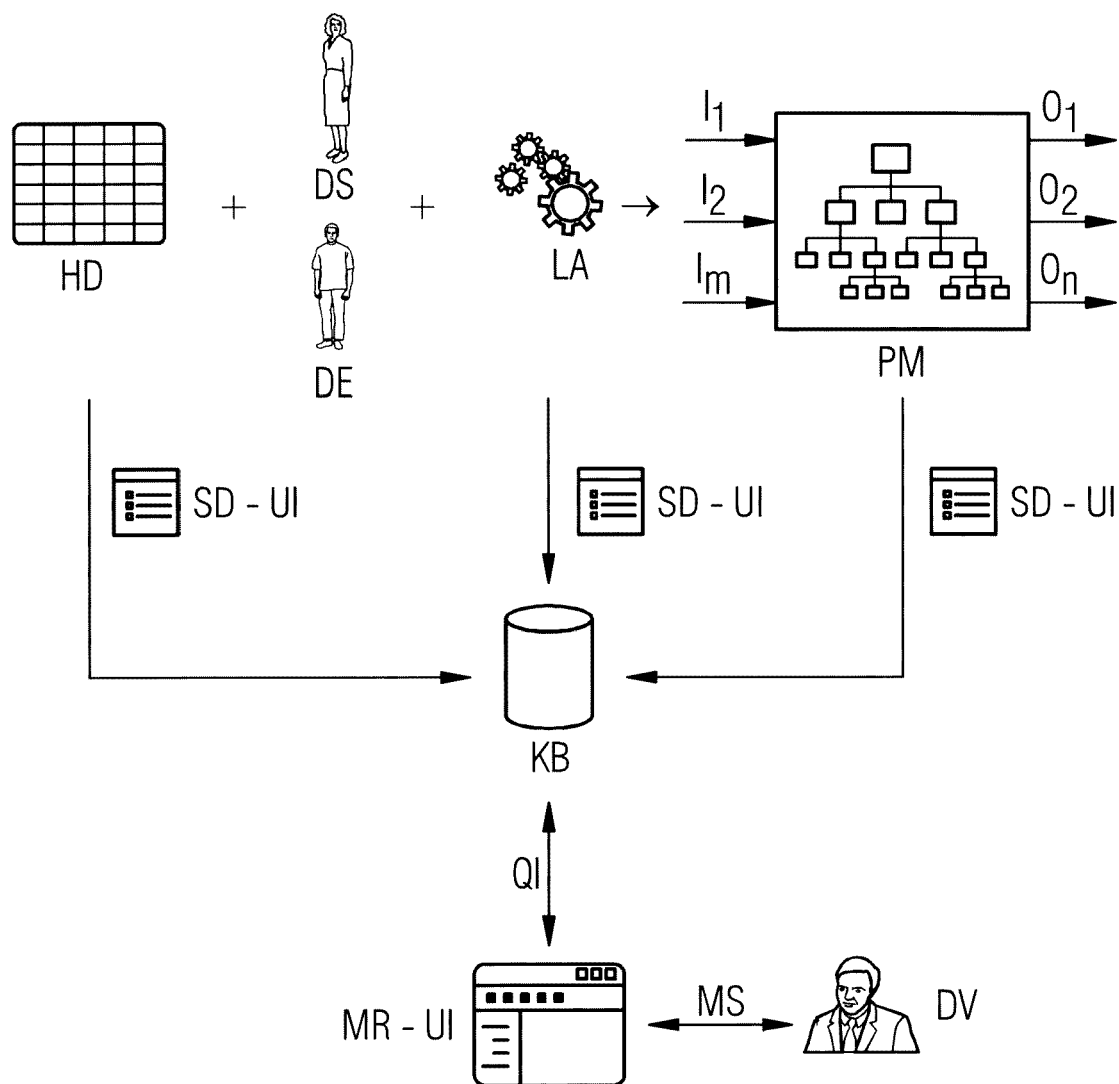 DS
I1
O1
+
+
→
I2
O2
HD
DE
LA
Im
On
PM
SD - UI
SD - UI
SD - UI
KB
QI
MR - UI
MS
DV